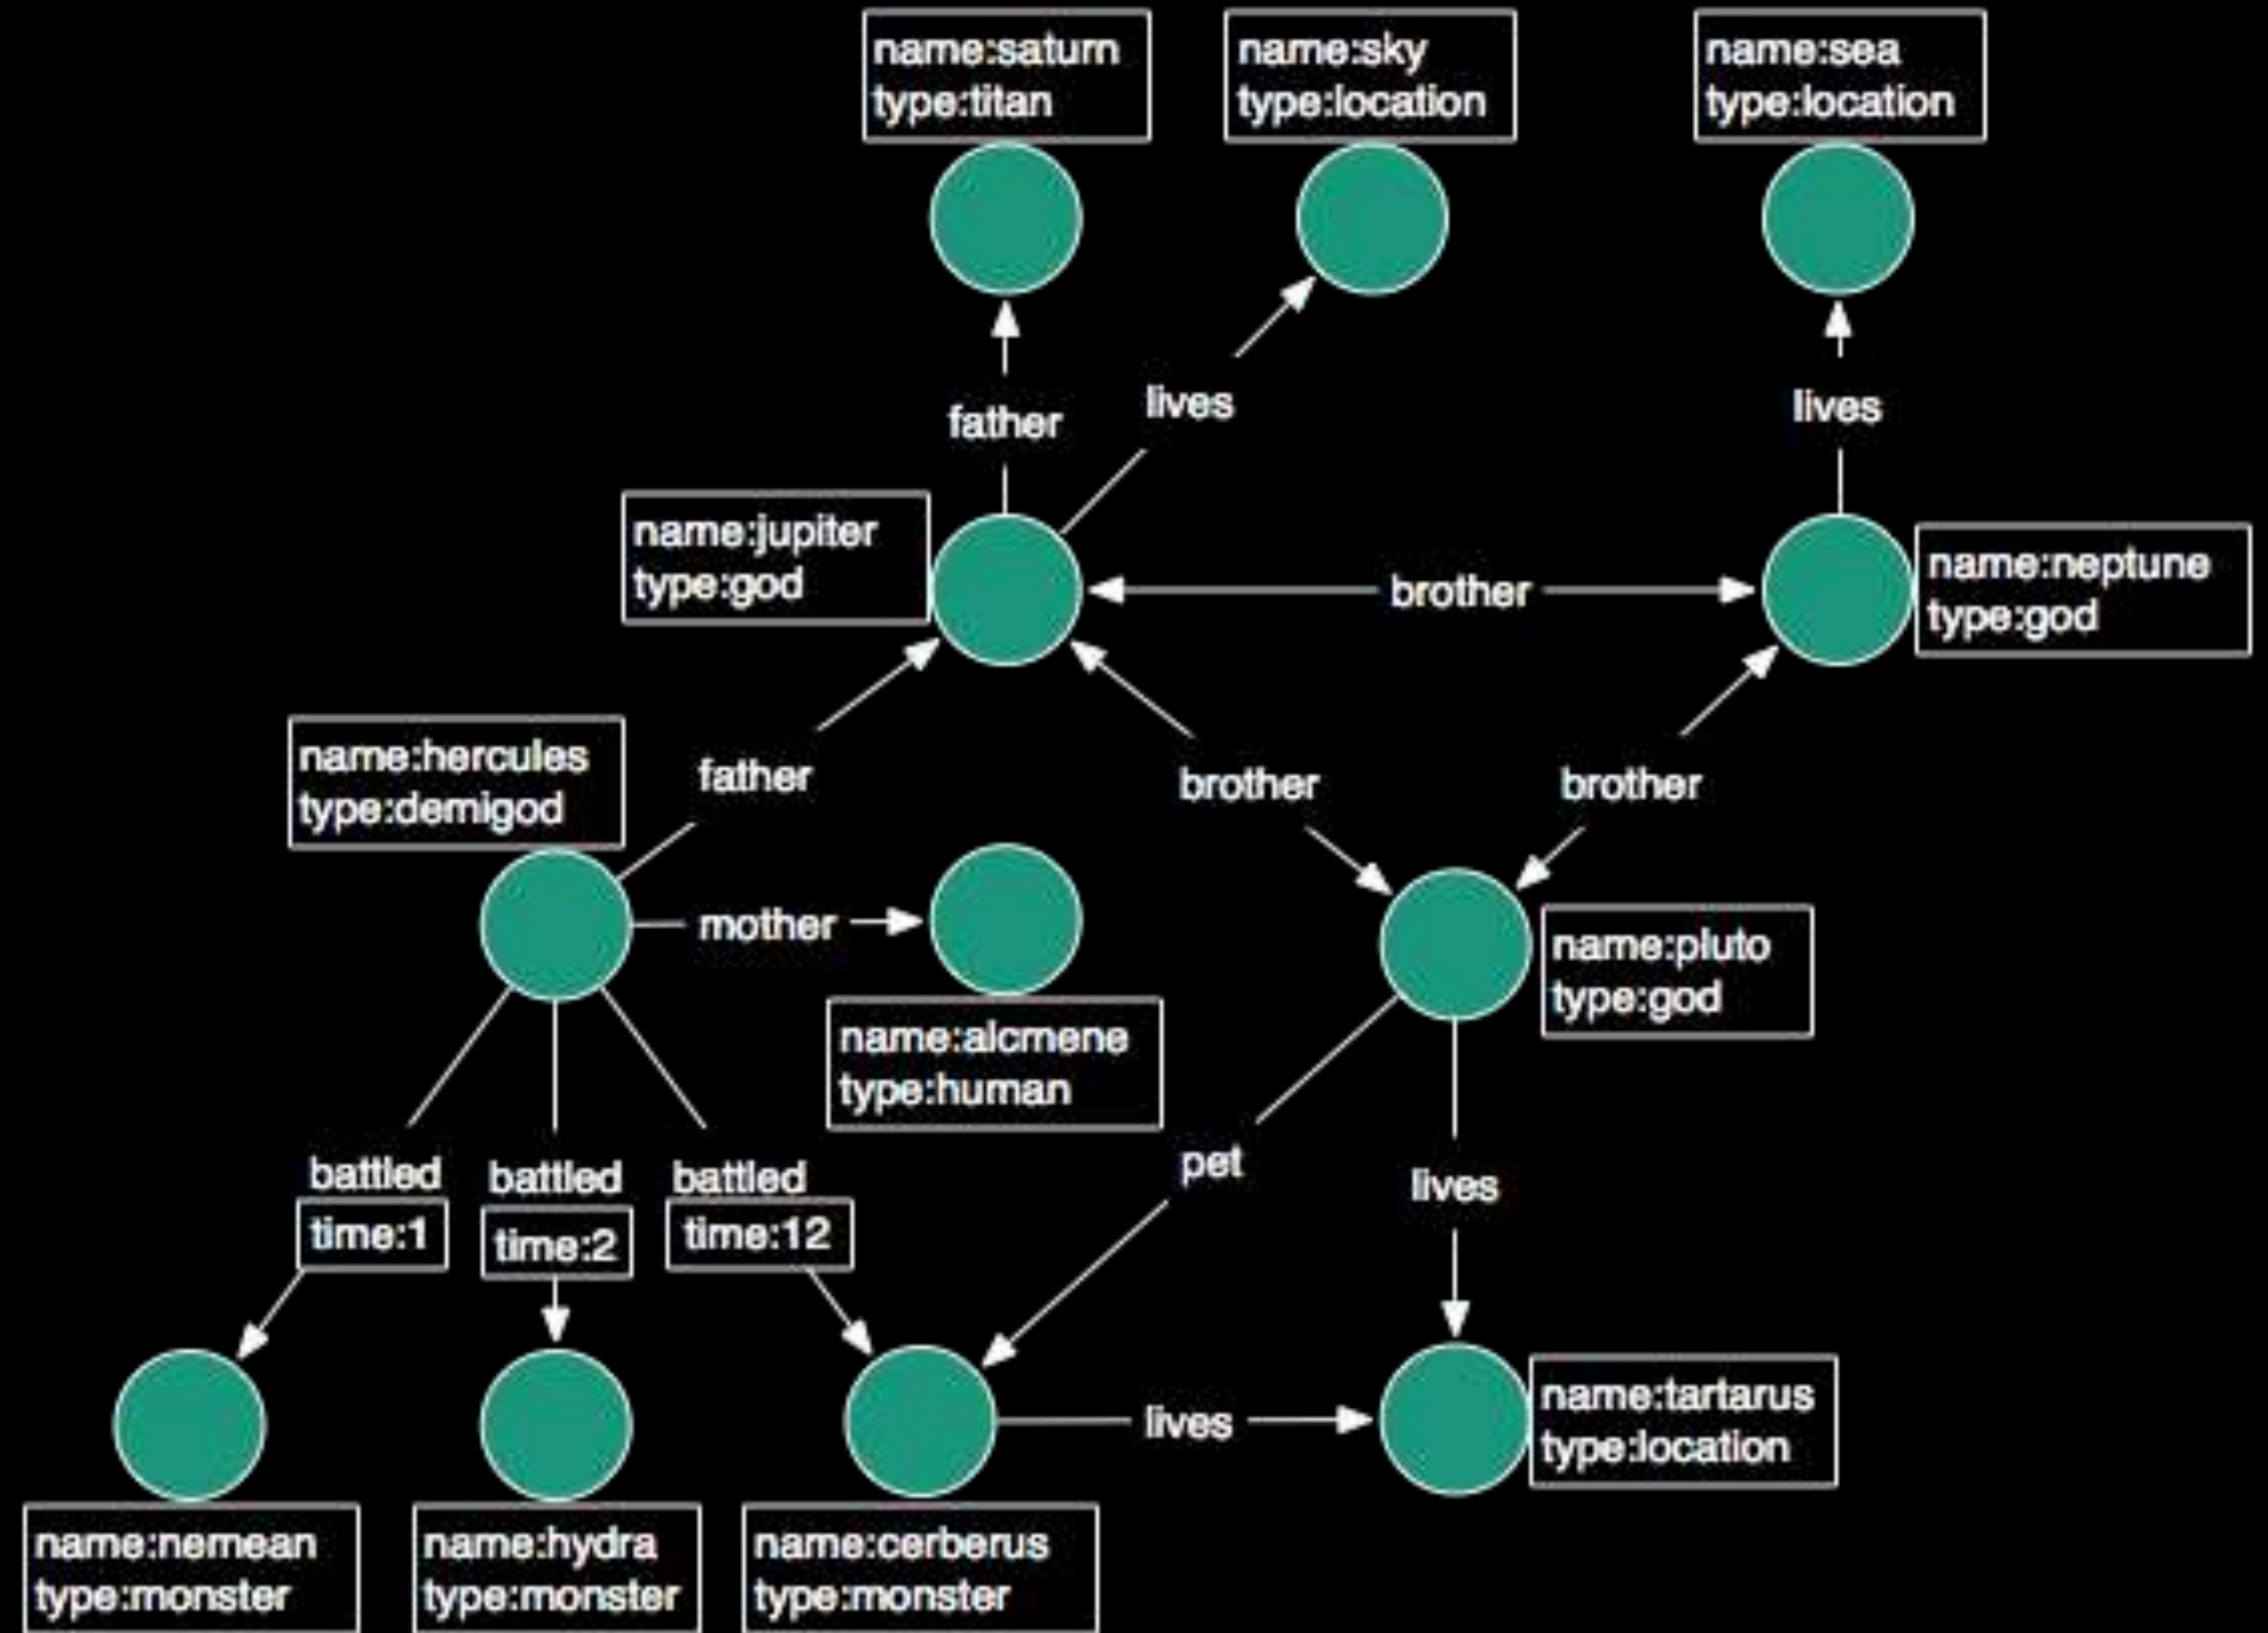 name:saturn
type:titan
name:sky
type:location
name:sea
type:location
father
lives
lives
name:jupiter
type:god
brother
name:neptune
type:god
name:hercules
type:demigod
father
brother
brother
mother
name:alcmene
type:human
name:pluto
type:god
battled
time:1
battled
time:2
battled
time:12
pet
lives
lives
name:tartarus
type:location
name:nemean
type:monster
name:hydra
type:monster
name:cerberus
type:monster